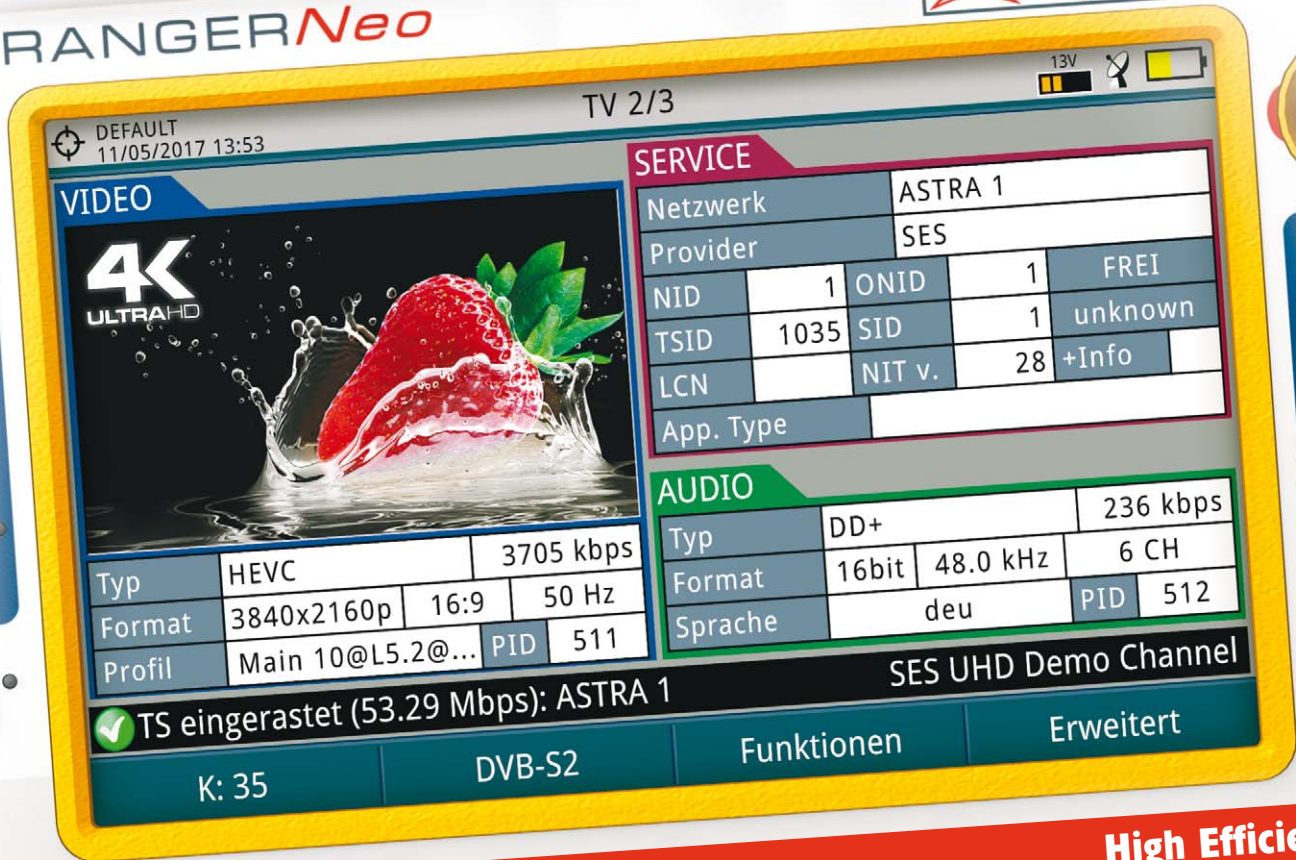 RANGERNeo
DEFAULT
11/05/2017 13:53
TV 2/3
13V
VIDEO
4K
ULTRAHD
Typ HEVC 3705 kbps
Format 3840x2160p 16:9 50 Hz
Profil Main 10@L5.2@... PID 511
SERVICE
Netzwerk ASTRA 1
Provider SES
NID 1 ONID 1 FREI
TSID 1035 SID 1 unknown
LCN NIT v. 28 +Info
App. Type
AUDIO
Typ DD+ 236 kbps
Format 16bit 48.0 kHz 6 CH
Sprache deu PID 512
TS eingerastet (53.29 Mbps): ASTRA 1 SES UHD Demo Channel
K: 35 DVB-S2 Funktionen Erweitert
High Efficie